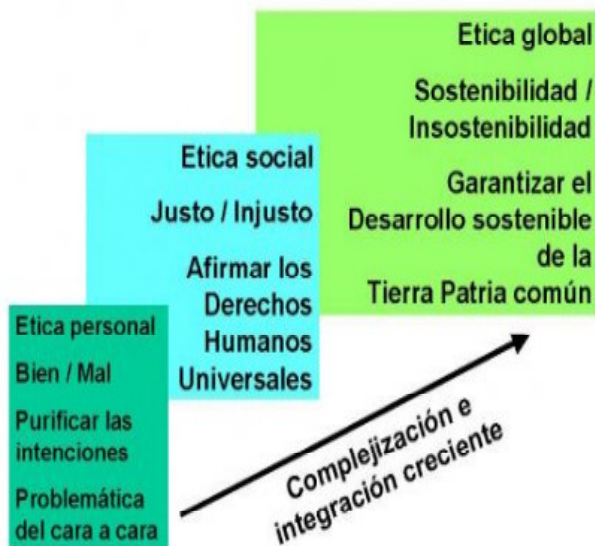 Etica global
Sostenibilidad /
Insostenibilidad
Garantizar el
Desarrollo sostenible
de la
Tierra Patria común
Etica social
Justo / Injusto
Afirmar los
Derechos
Humanos
Universales
Etica personal
Bien / Mal
Purificar las
intenciones
Problemática
del cara a cara
Complejización e
integración creciente